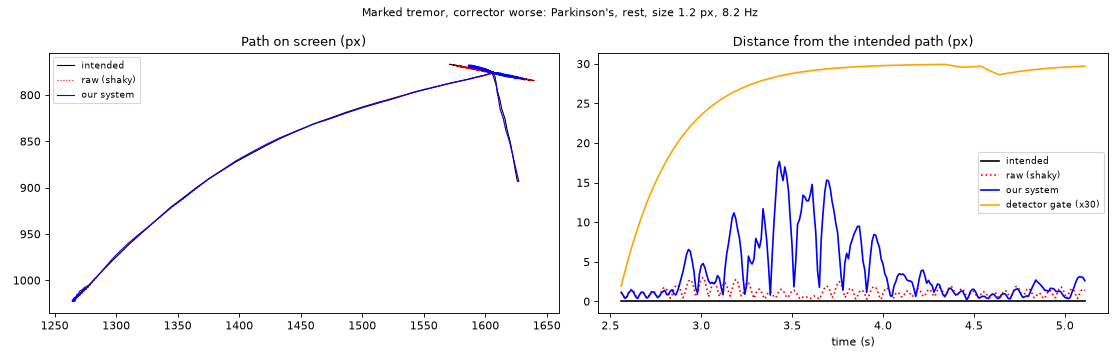 Marked tremor, corrector worse: Parkinson's, rest, size 1.2 px, 8.2 Hz
Path on screen (px)
intended
raw (shaky)
our system
800
850
900
950
1000
1250
1300
1350
1400
1450
1500
1550
1600
1650
Distance from the intended path (px)
30
25
20
15
10
5
0
intended
raw (shaky)
our system
detector gate (x30)
2.5
3.0
3.5
4.0
4.5
5.0
time (s)